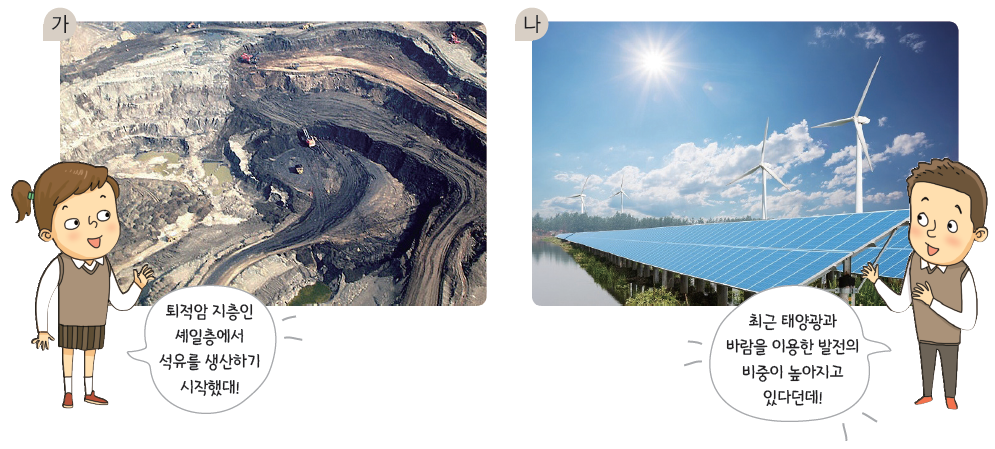 가
나
퇴적암 지층인
셰일층에서
석유를 생산하기
시작했대!
최근 태양광과
바람을 이용한 발전의
비중이 높아지고
있다던데!